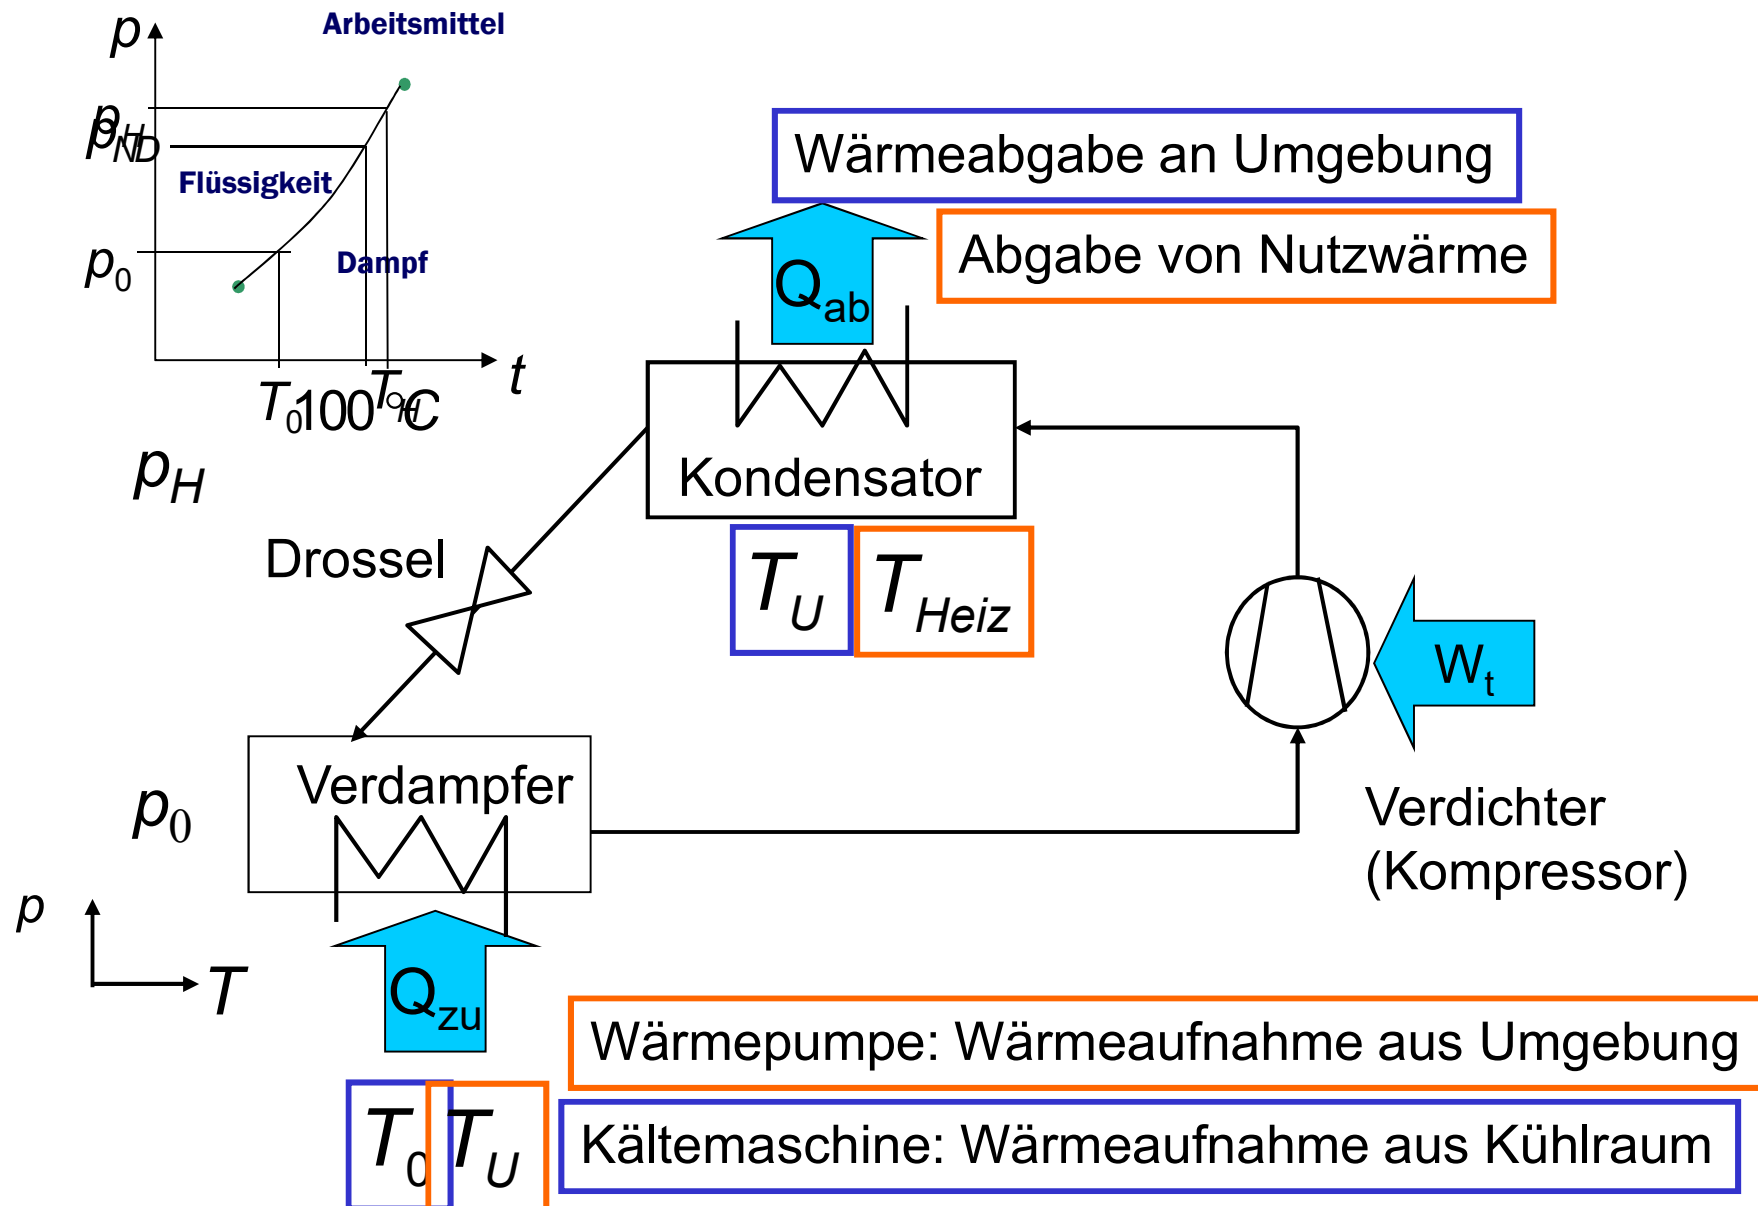 p
Arbeitsmittel
p_H
p_ND
Flüssigkeit
p_0
Dampf
t
T_0
100 °C
T_H
Wärmeabgabe an Umgebung
Abgabe von Nutzwärme
Q_ab
Kondensator
p_H
Drossel
T_U
T_Heiz
W_t
Verdampfer
p_0
Verdichter
(Kompressor)
p
T
Q_zu
Wärmepumpe: Wärmeaufnahme aus Umgebung
T_0
T_U
Kältemaschine: Wärmeaufnahme aus Kühlraum